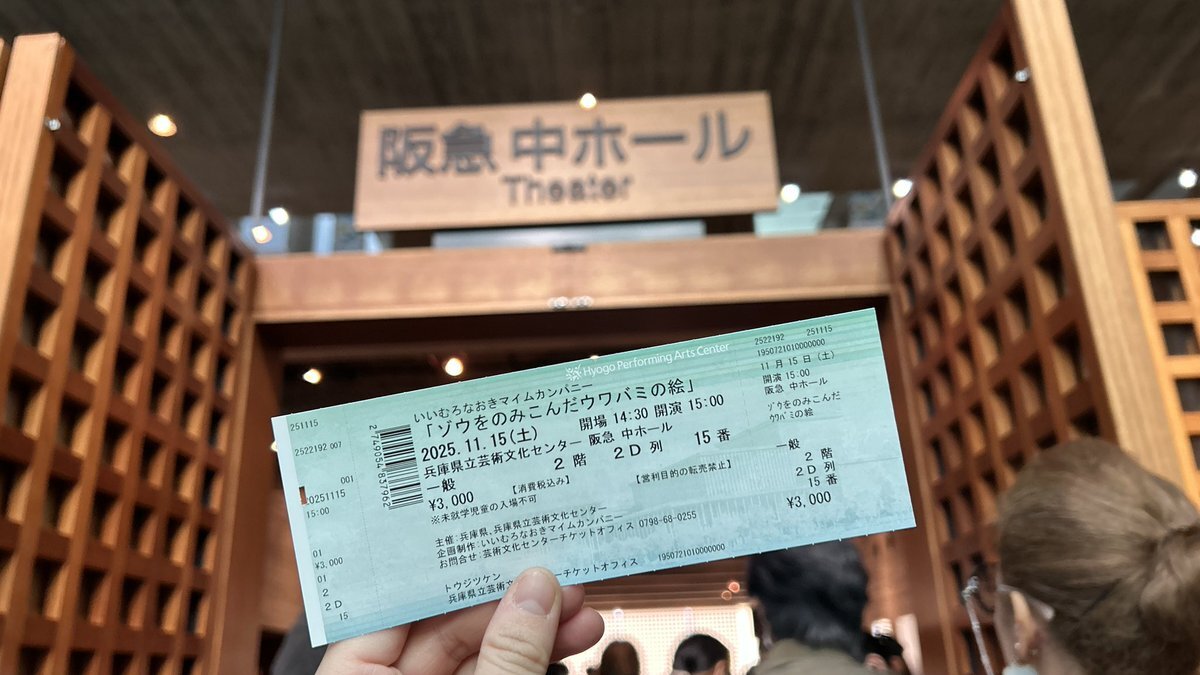 阪急 中ホール
Theater
Hyogo Performing Arts Center
251115
2522192 007
001
20251115
15:00
01
¥3,000
01
2
2D
15
2719054837962
いいむろなおきマイムカンパニー
「ゾウをのみこんだウワバミの絵」
2025.11.15(土) 開場 14:30 開演 15:00
兵庫県立芸術文化センター 阪急 中ホール
2 階 2D 列 15 番
一般
¥3,000 【消費税込み】 【営利目的の転売禁止】
※未就学児童の入場不可
主催:兵庫県、兵庫県立芸術文化センター
企画制作:いいむろなおきマイムカンパニー
お問合せ:芸術文化センターチケットオフィス 0798-68-0255
トウジツケン
1950721010000000
2522192 251115
1950721010000000
11月15日(土)
開演 15:00
阪急 中ホール
ゾウをのみこんだ
ウワバミの絵
一般
2 階
2D 列
15 番
¥3,000